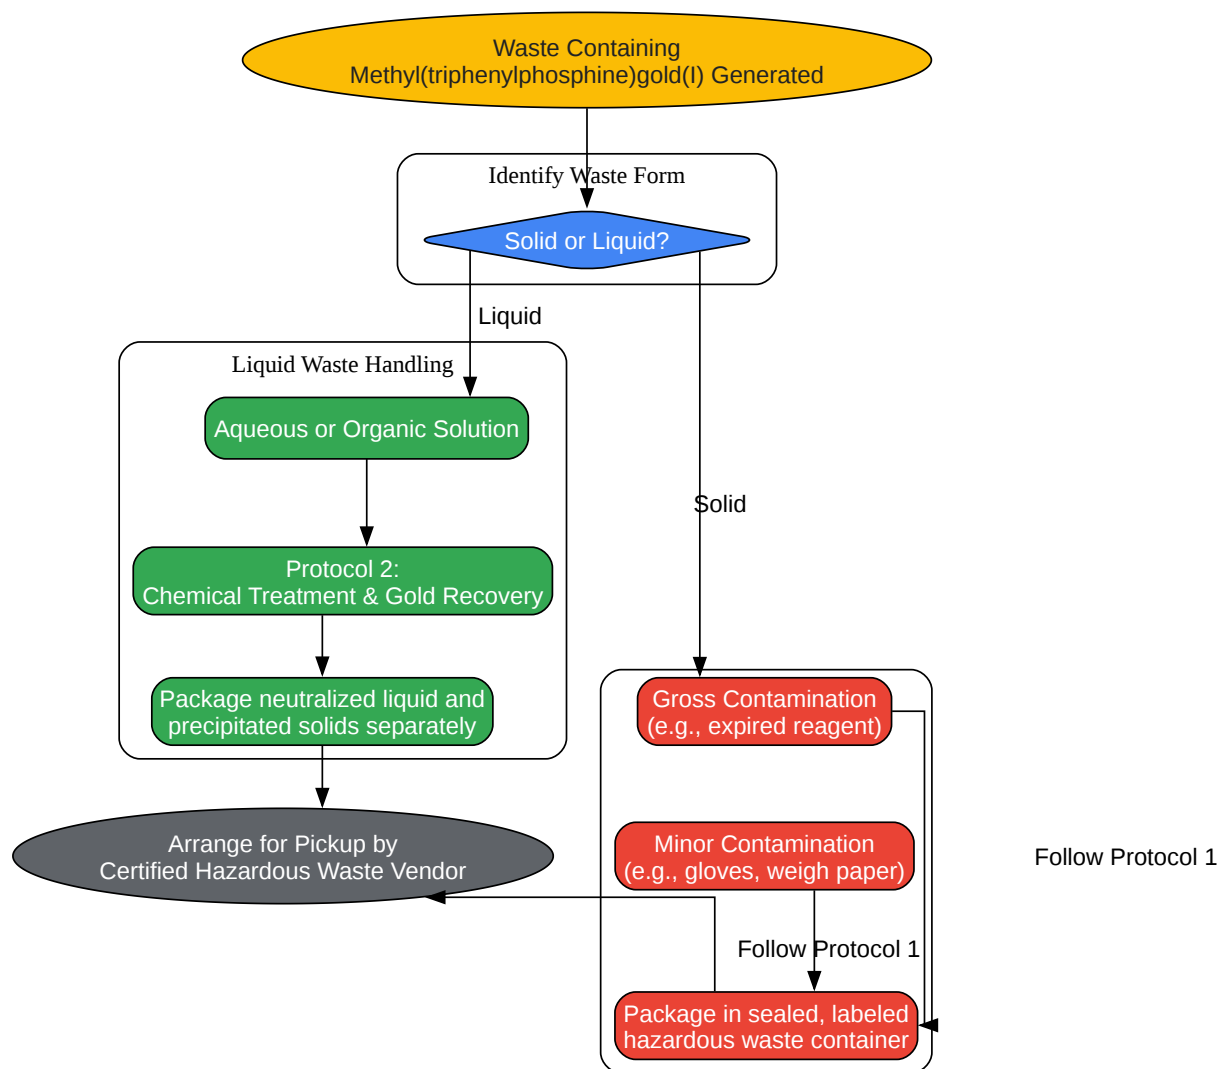 Waste Containing
Methyl(triphenylphosphine)gold(I) Generated
Identify Waste Form
Solid or Liquid?
Liquid
Liquid Waste Handling
Aqueous or Organic Solution
Solid
Protocol 2:
Chemical Treatment & Gold Recovery
Package neutralized liquid and
precipitated solids separately
Gross Contamination
(e.g., expired reagent)
Arrange for Pickup by
Certified Hazardous Waste Vendor
Minor Contamination
(e.g., gloves, weigh paper)
Follow Protocol 1
Follow Protocol 1
Package in sealed, labeled
hazardous waste container